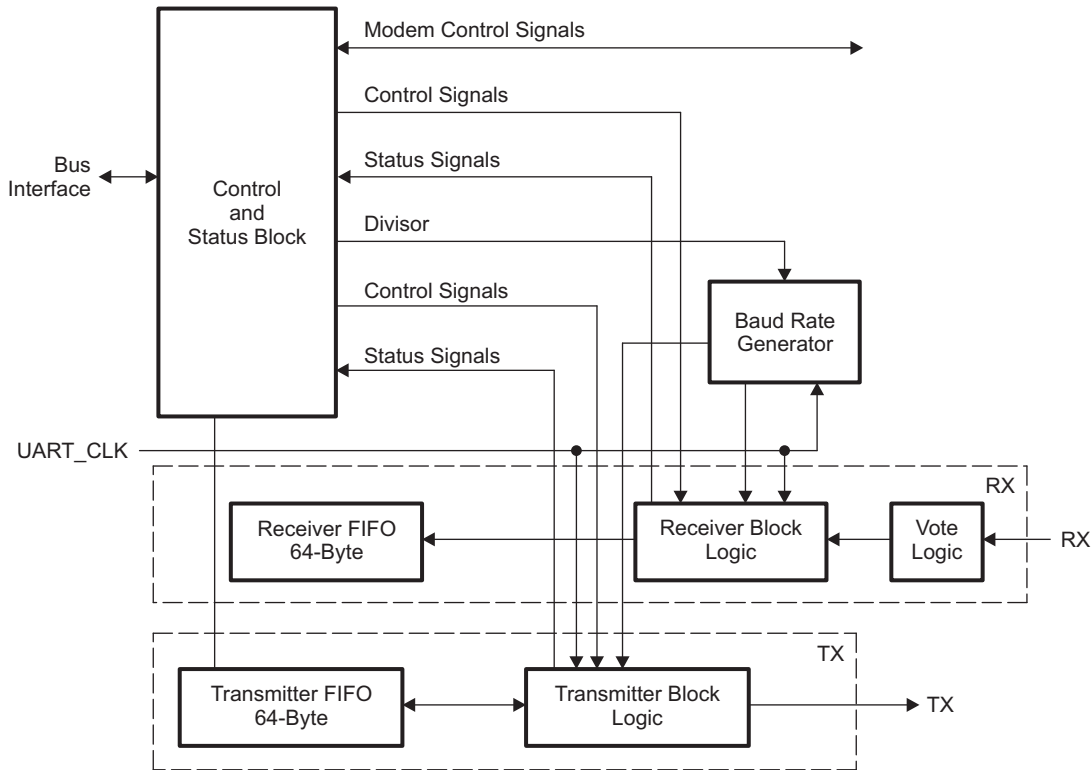 Modem Control Signals
Control Signals
Bus
Interface
Status Signals
Control
and
Status Block
Divisor
Control Signals
Baud Rate
Generator
Status Signals
UART_CLK
RX
Receiver FIFO
64-Byte
Receiver Block
Logic
Vote
Logic
RX
TX
Transmitter FIFO
64-Byte
Transmitter Block
Logic
TX